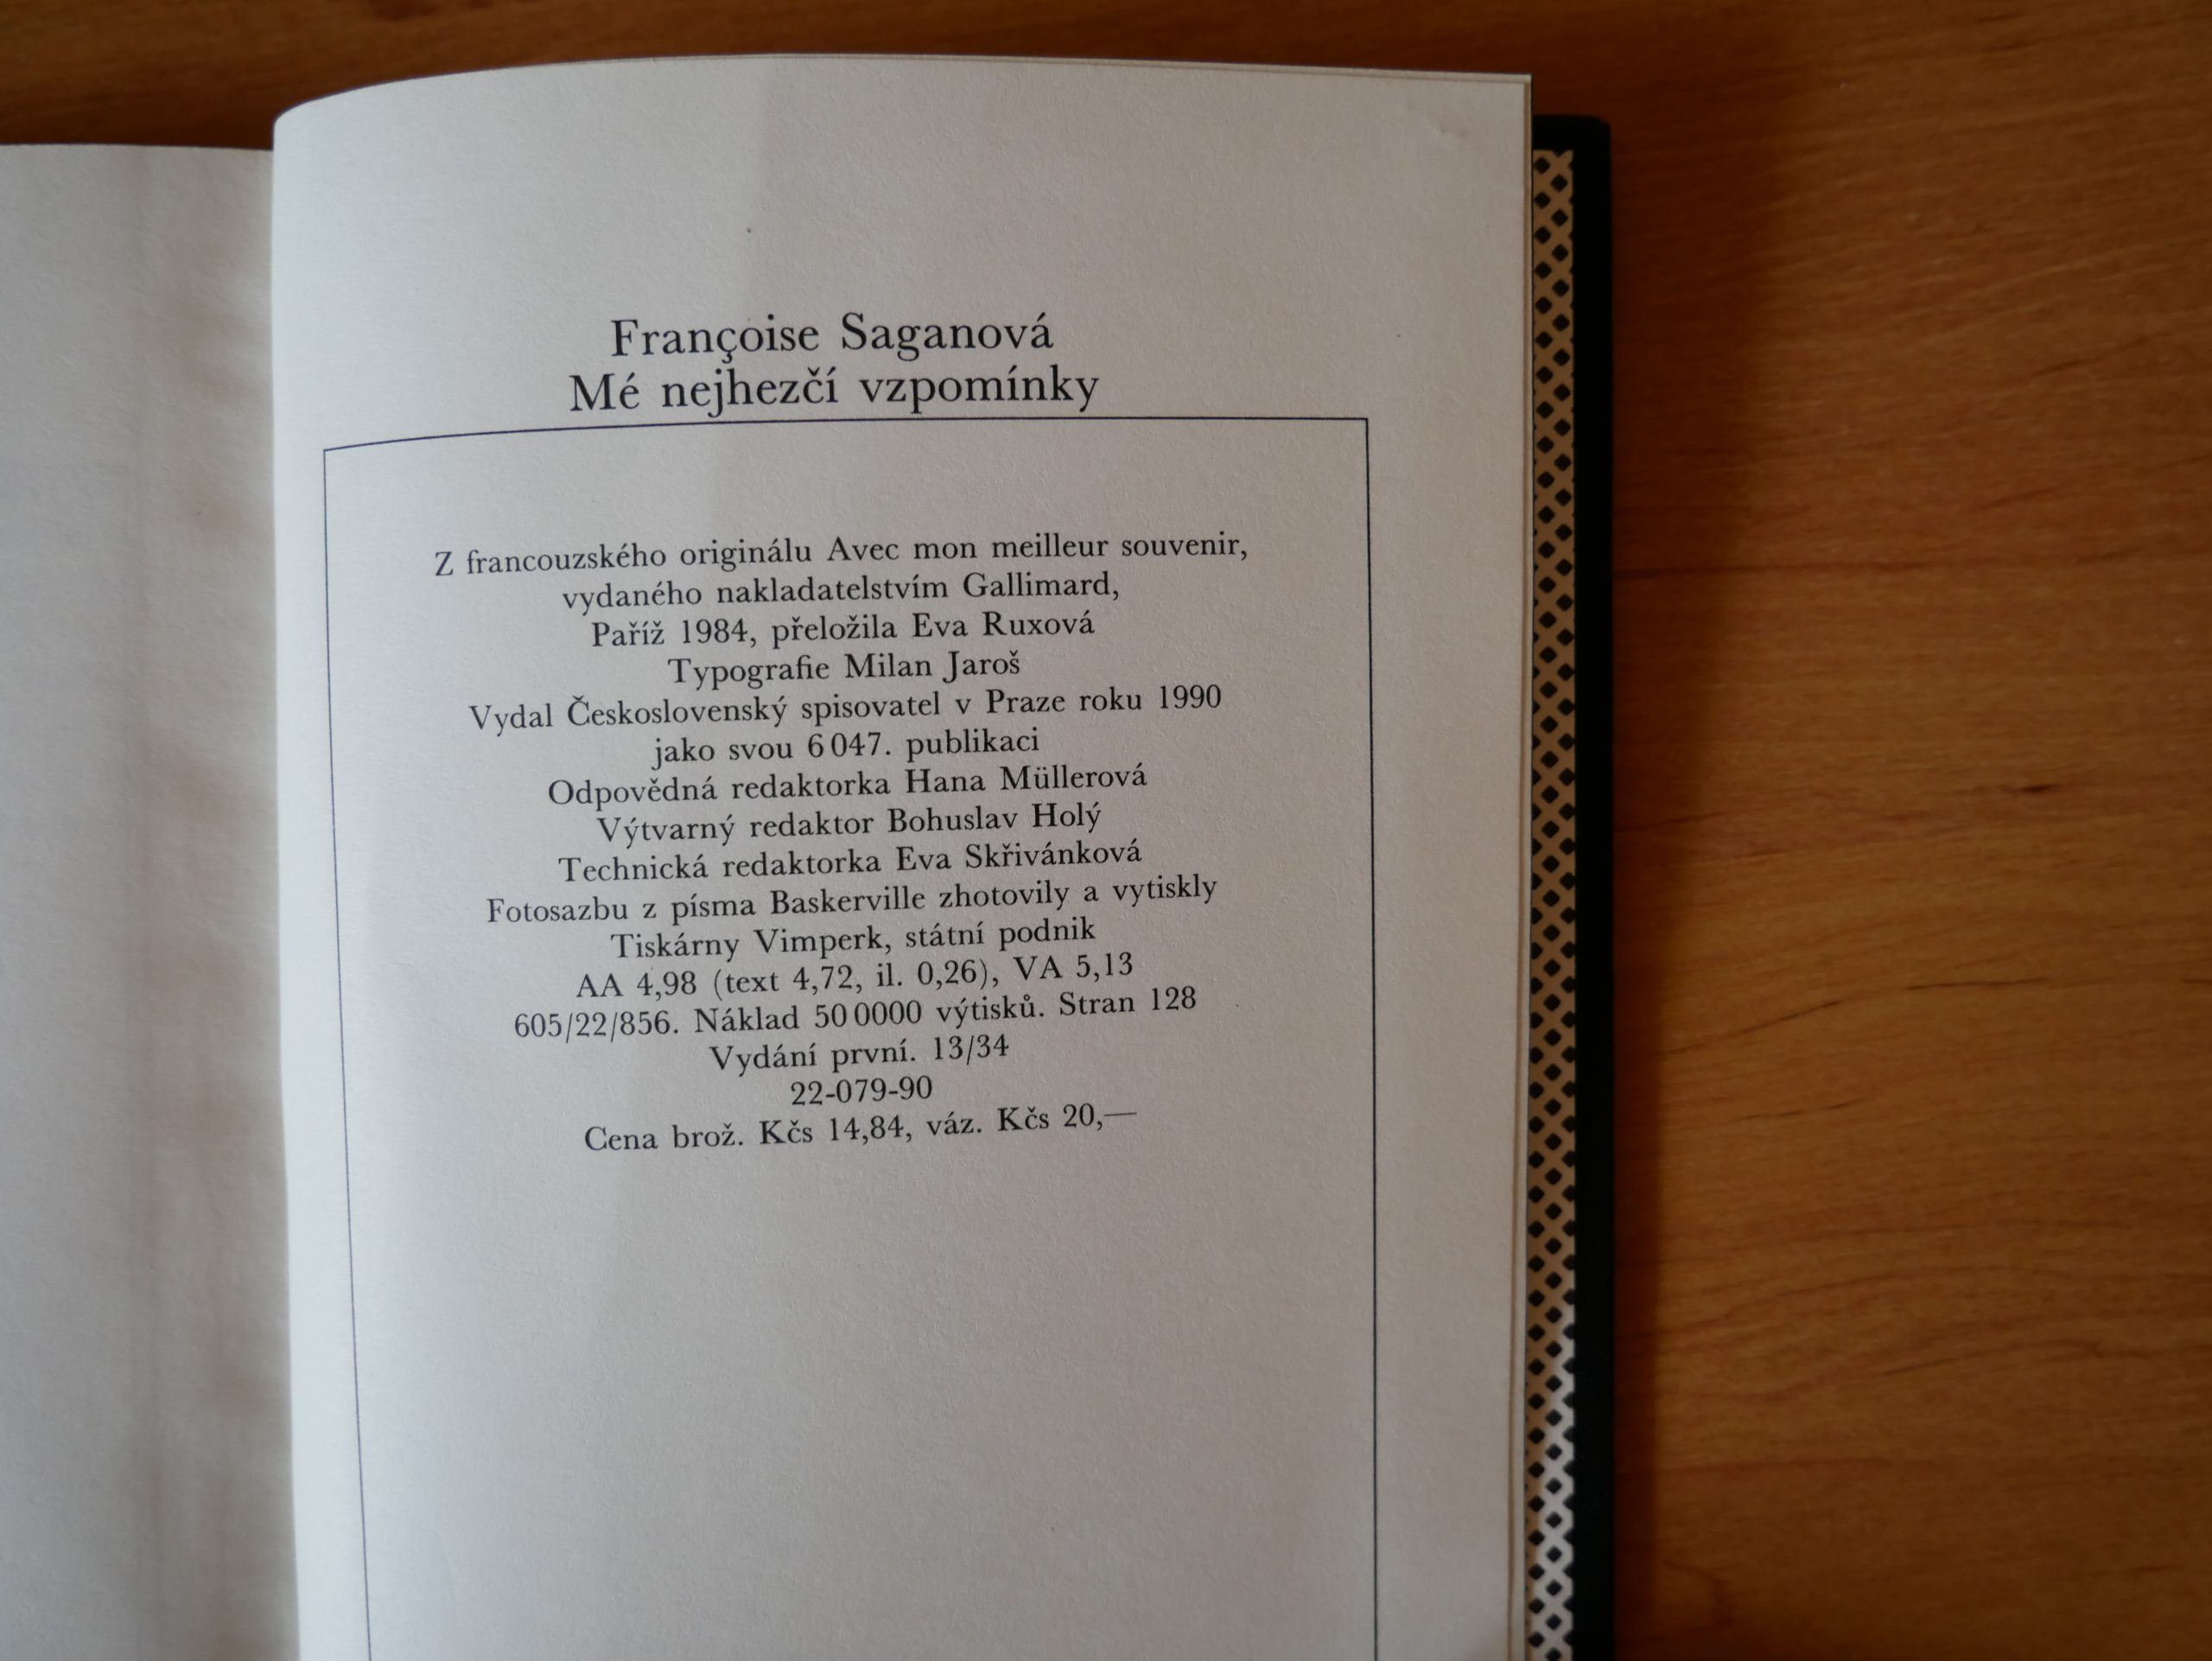 Françoise Saganová
Mé nejhezčí vzpomínky
Z francouzského originálu Avec mon meilleur souvenir,
vydaného nakladatelstvím Gallimard,
Paříž 1984, přeložila Eva Ruxová
Typografie Milan Jaroš
Vydal Československý spisovatel v Praze roku 1990
jako svou 6 047. publikaci
Odpovědná redaktorka Hana Müllerová
Výtvarný redaktor Bohuslav Holý
Technická redaktorka Eva Skřivánková
Fotosazbu z písma Baskerville zhotovily a vytiskly
Tiskárny Vimperk, státní podnik
AA 4,98 (text 4,72, il. 0,26), VA 5,13
605/22/856. Náklad 50 0000 výtisků. Stran 128
Vydání první. 13/34
22-079-90
Cena brož. Kčs 14,84, váz. Kčs 20,—